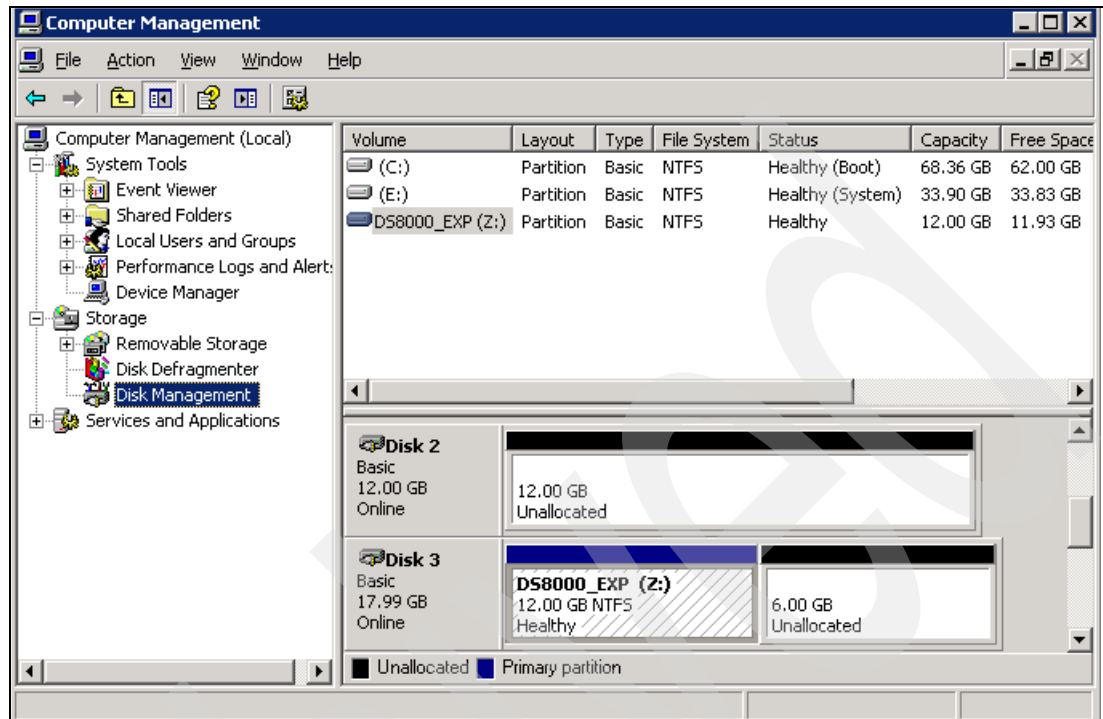 Computer Management
File Action View Window Help
Computer Management (Local)
System Tools
Event Viewer
Shared Folders
Local Users and Groups
Performance Logs and Alert
Device Manager
Storage
Removable Storage
Disk Defragmenter
Disk Management
Services and Applications
Volume Layout Type File System Status Capacity Free Space
(C:) Partition Basic NTFS Healthy (Boot) 68.36 GB 62.00 GB
(E:) Partition Basic NTFS Healthy (System) 33.90 GB 33.83 GB
DS8000_EXP (Z:) Partition Basic NTFS Healthy 12.00 GB 11.93 GB
Disk 2
Basic
12.00 GB
Online
12.00 GB
Unallocated
Disk 3
Basic
17.99 GB
Online
DS8000_EXP (Z:)
12.00 GB NTFS
Healthy
6.00 GB
Unallocated
Unallocated Primary partition